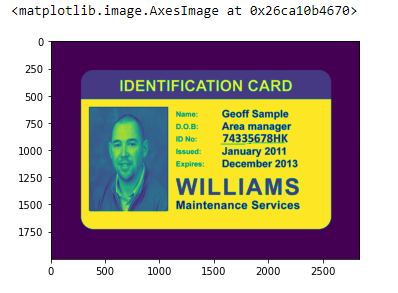 <matplotlib.image.AxesImage at 0x26ca10b4670>
0
250
500
750
1000
1250
1500
1750
0 500 1000 1500 2000 2500
IDENTIFICATION CARD
Name: Geoff Sample
D.O.B: Area manager
ID No: 74335678HK
Issued: January 2011
Expires: December 2013
WILLIAMS
Maintenance Services